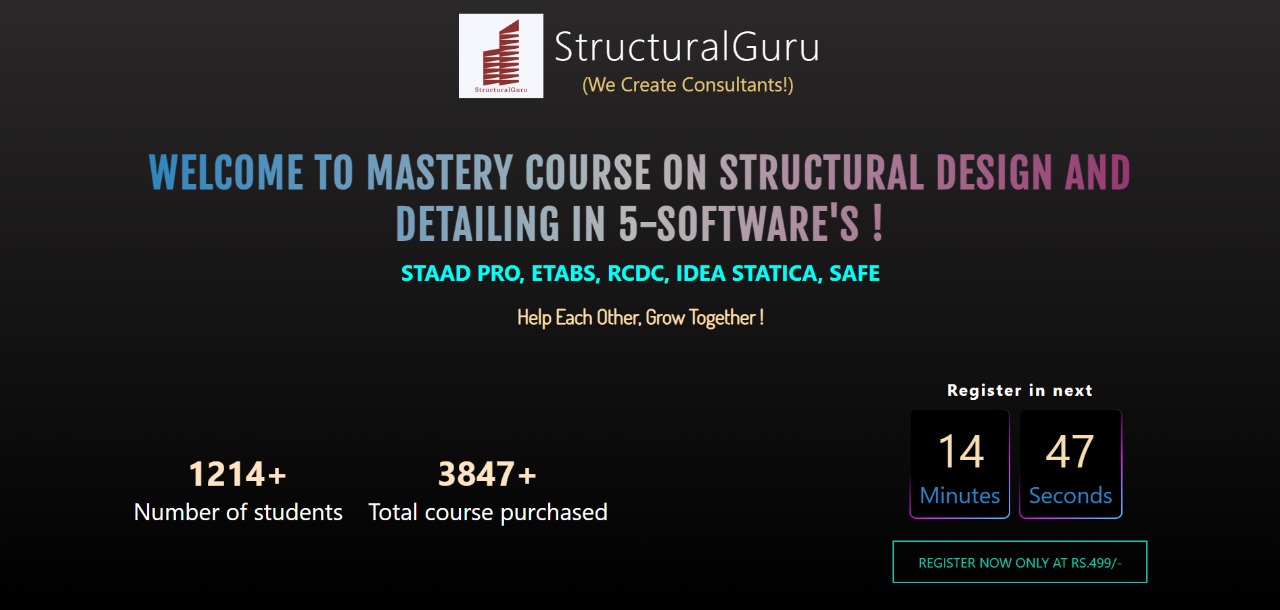 StructuralGuru
StructuralGuru
(We Create Consultants!)
WELCOME TO MASTERY COURSE ON STRUCTURAL DESIGN AND
DETAILING IN 5-SOFTWARE'S !
STAAD PRO, ETABS, RCDC, IDEA STATICA, SAFE
Help Each Other, Grow Together !
1214+
Number of students
3847+
Total course purchased
Register in next
14
Minutes
47
Seconds
REGISTER NOW ONLY AT RS.499/-